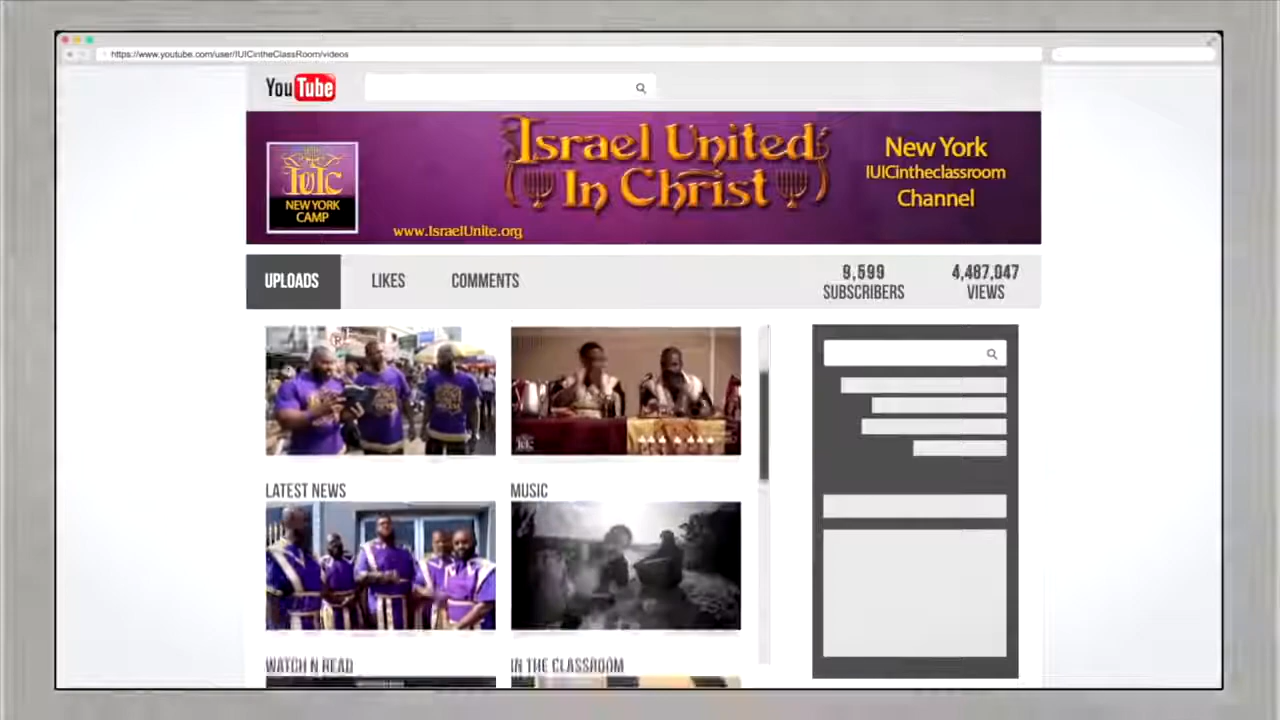 https://www.youtube.com/user/IUICintheClassRoom/videos
YouTube
Israel United
In Christ
New York
IUICintheclassroom
Channel
IUIC
NEW YORK
CAMP
www.IsraelUnite.org
UPLOADS
LIKES
COMMENTS
9,599
SUBSCRIBERS
4,487,047
VIEWS
LATEST NEWS
MUSIC
WATCH N READ
IN THE CLASSROOM